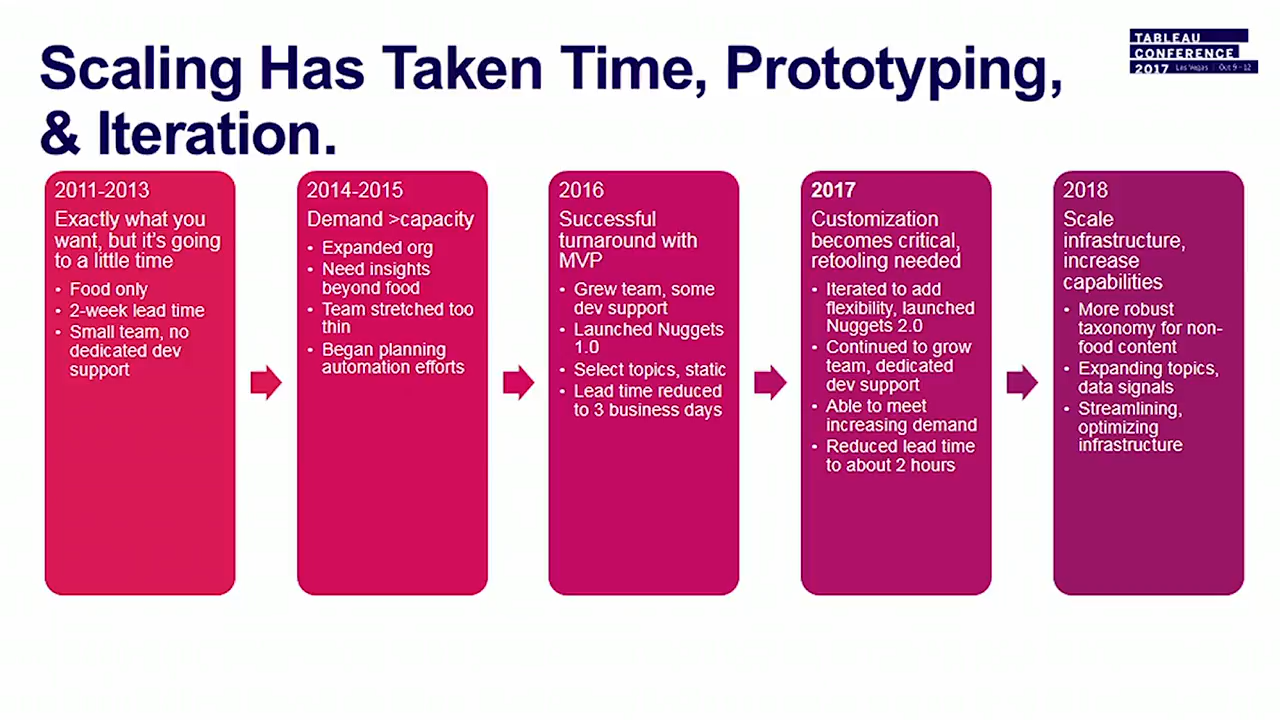 Scaling Has Taken Time, Prototyping,
& Iteration.
TABLEAU
CONFERENCE
2017 Las Vegas | Oct 9-12
2011-2013
Exactly what you
want, but it's going
to a little time
• Food only
• 2-week lead time
• Small team, no
dedicated dev
support
2014-2015
Demand >capacity
• Expanded org
• Need insights
beyond food
• Team stretched too
thin
• Began planning
automation efforts
2016
Successful
turnaround with
MVP
• Grew team, some
dev support
• Launched Nuggets
1.0
• Select topics, static
• Lead time reduced
to 3 business days
2017
Customization
becomes critical,
retooling needed
• Iterated to add
flexibility, launched
Nuggets 2.0
• Continued to grow
team, dedicated
dev support
• Able to meet
increasing demand
• Reduced lead time
to about 2 hours
2018
Scale
infrastructure,
increase
capabilities
• More robust
taxonomy for non-
food content
• Expanding topics,
data signals
• Streamlining,
optimizing
infrastructure